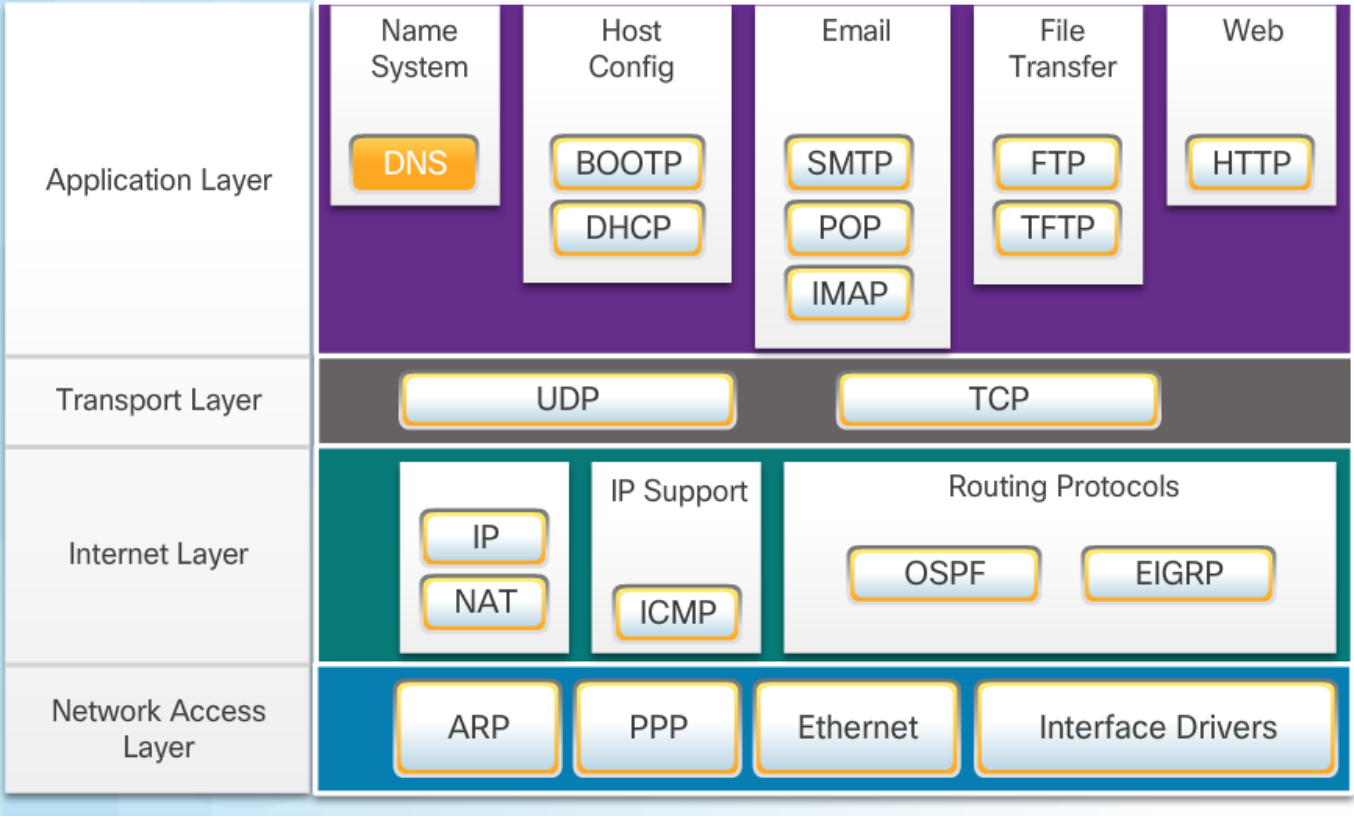 Application Layer
Name
System
DNS
Host
Config
BOOTP
DHCP
Email
SMTP
POP
IMAP
File
Transfer
FTP
TFTP
Web
HTTP
Transport Layer
UDP
TCP
Internet Layer
IP
NAT
IP Support
ICMP
Routing Protocols
OSPF
EIGRP
Network Access
Layer
ARP
PPP
Ethernet
Interface Drivers